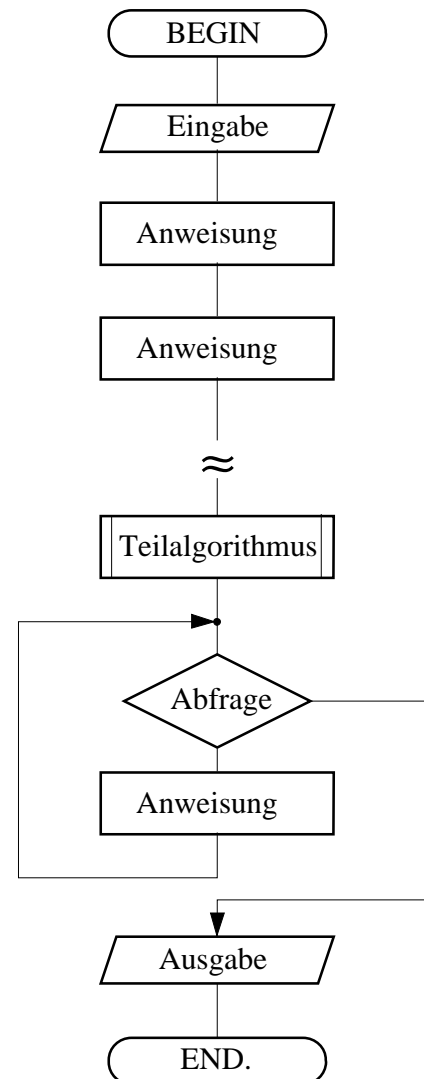 BEGIN
Eingabe
Anweisung
Anweisung
≈
Teilalgorithmus
Abfrage
Anweisung
Ausgabe
END.